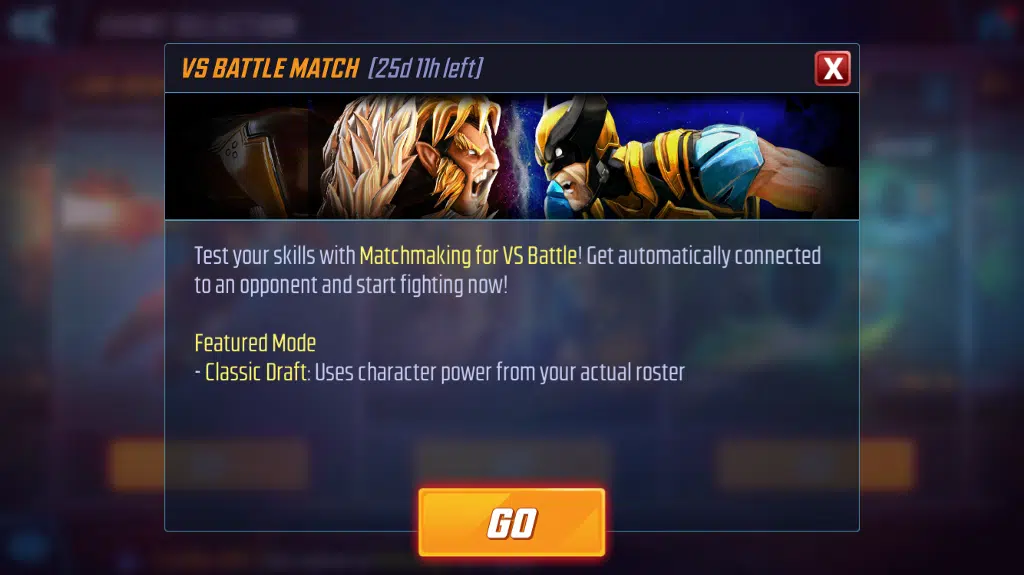 VS BATTLE MATCH [25d 11h left]
X
Test your skills with Matchmaking for VS Battle! Get automatically connected
to an opponent and start fighting now!
Featured Mode
- Classic Draft: Uses character power from your actual roster
GO